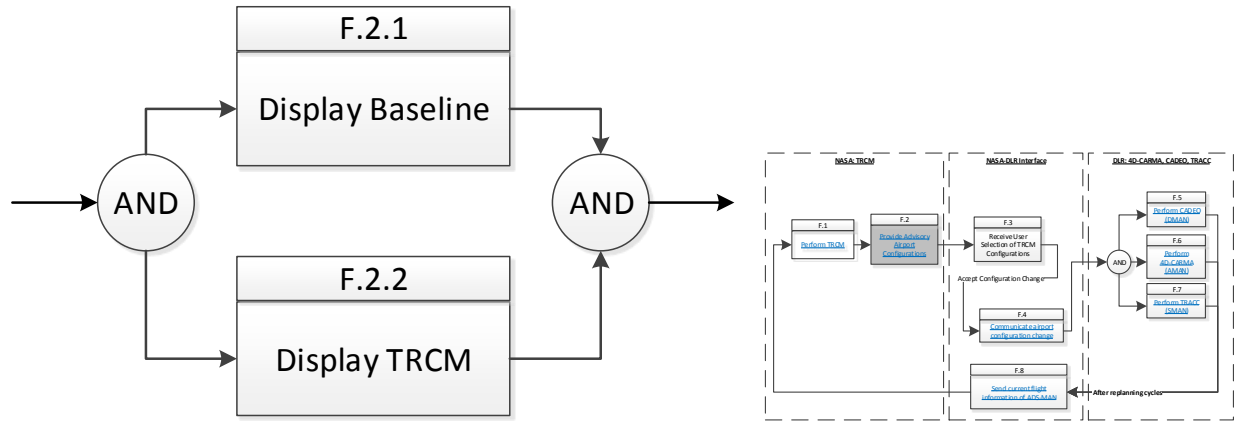 F.2.1
Display Baseline
AND
AND
F.2.2
Display TRCM
NASA: TRCM
NASA-DLR Interface
DLR: 4D-CARMA, CADEO, TRACC
F.1
Perform TRCM
F.2
Provide Advisory
Airport
Configurations
F.3
Receive User
Selection of TRCM
Configurations
Accept Configuration Change
F.4
Communicate airport
configuration change
AND
F.5
Perform CADEO
(DMAN)
F.6
Perform
4D-CARMA
(AMAN)
F.7
Perform TRACC
(SMAN)
F.8
Send current flight
information of ADS-MAN
After replanning cycles